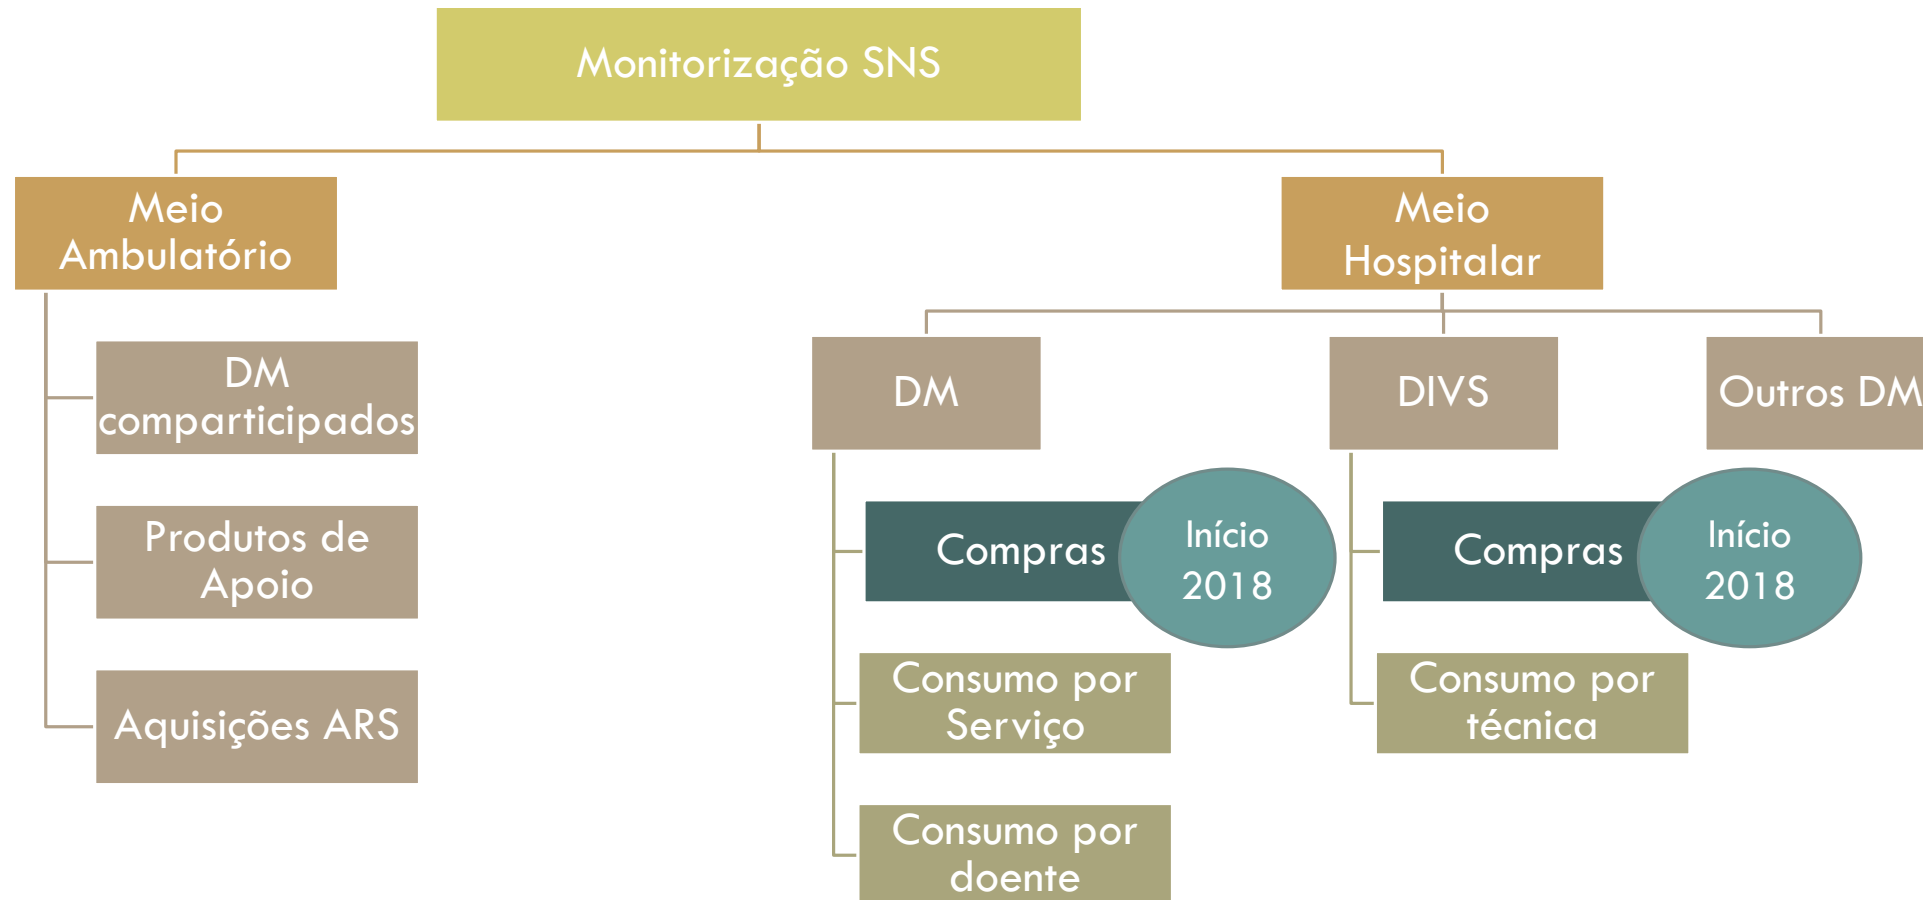 Monitorização SNS
Meio
Ambulatório
Meio
Hospitalar
DM
comparticipados
Produtos de
Apoio
Aquisições ARS
DM
DIVS
Outros DM
Compras
Início
2018
Compras
Início
2018
Consumo por
Serviço
Consumo por
técnica
Consumo por
doente